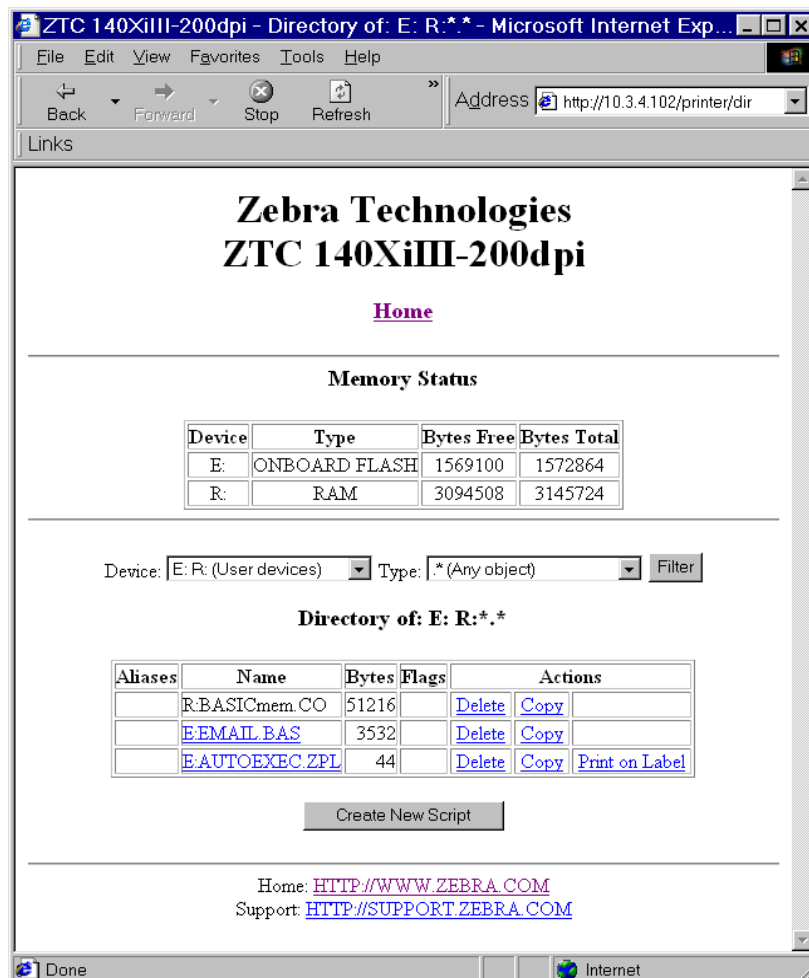 ZTC 140XiIII-200dpi - Directory of: E: R:*.* - Microsoft Internet Exp...
File Edit View Favorites Tools Help
Back Forward Stop Refresh » Address http://10.3.4.102/printer/dir
Links
Zebra Technologies
ZTC 140XiIII-200dpi
Home
Memory Status
Device Type Bytes Free Bytes Total
E: ONBOARD FLASH 1569100 1572864
R: RAM 3094508 3145724
Device: E: R: (User devices) Type: .* (Any object) Filter
Directory of: E: R:*.*
Aliases Name Bytes Flags Actions
R:BASICmem.CO 51216 Delete Copy
E:EMAIL.BAS 3532 Delete Copy
E:AUTOEXEC.ZPL 44 Delete Copy Print on Label
Create New Script
Home: HTTP://WWW.ZEBRA.COM
Support: HTTP://SUPPORT.ZEBRA.COM
Done Internet